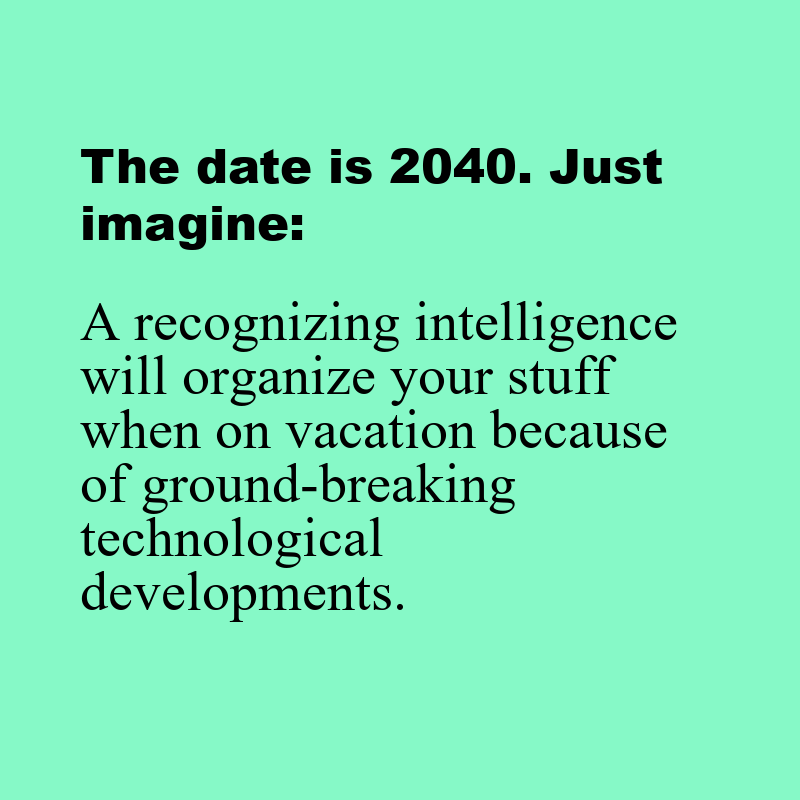 The date is 2040. Just
imagine:
A recognizing intelligence
will organize your stuff
when on vacation because
of ground-breaking
technological
developments.